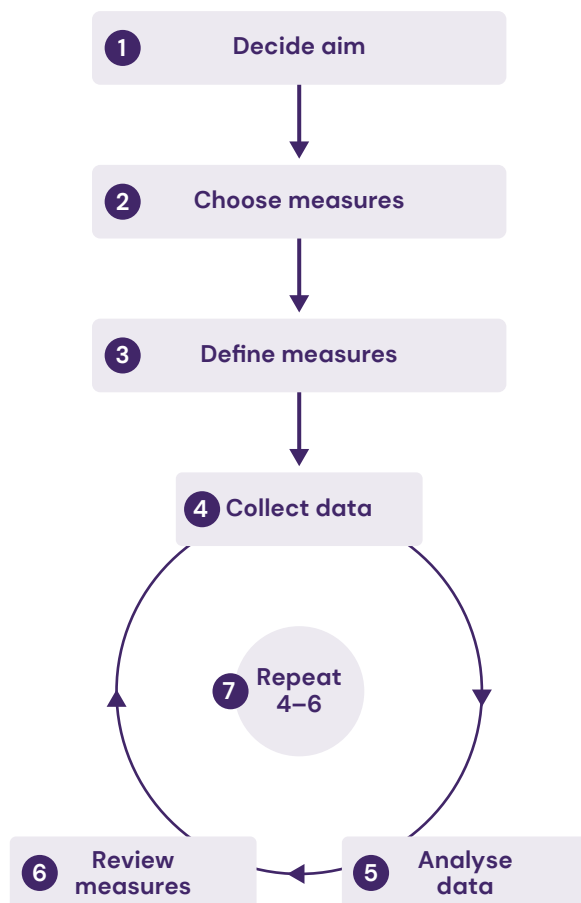 1 Decide aim
2 Choose measures
3 Define measures
4 Collect data
7 Repeat
4–6
6 Review
measures
5 Analyse
data